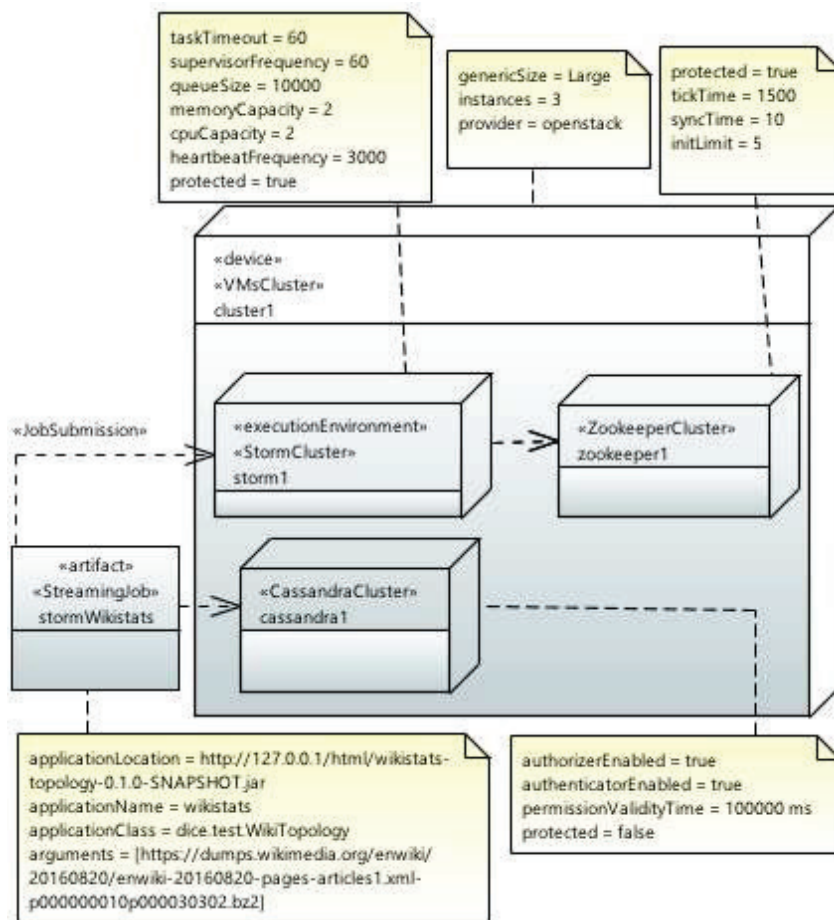 taskTimeout = 60
supervisorFrequency = 60
queueSize = 10000
memoryCapacity = 2
cpuCapacity = 2
heartbeatFrequency = 3000
protected = true
genericSize = Large
instances = 3
provider = openstack
protected = true
tickTime = 1500
syncTime = 10
initLimit = 5
«device»
«VMsCluster»
cluster1
«JobSubmission»
«executionEnvironment»
«StormCluster»
storm1
«ZookeeperCluster»
zookeeper1
«artifact»
«StreamingJob»
stormWikistats
«CassandraCluster»
cassandra1
applicationLocation = http://127.0.0.1/html/wikistats-
topology-0.1.0-SNAPSHOT.jar
applicationName = wikistats
applicationClass = dice.test.WikiTopology
arguments = [https://dumps.wikimedia.org/enwiki/
20160820/enwiki-20160820-pages-articles1.xml-
p000000010p000030302.bz2]
authorizerEnabled = true
authenticatorEnabled = true
permissionValidityTime = 100000 ms
protected = false